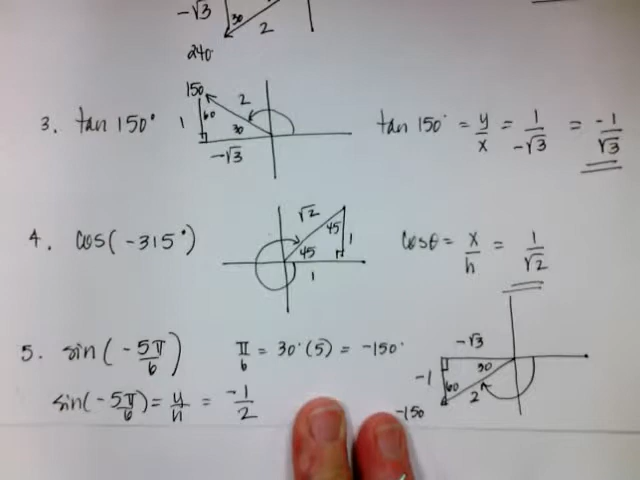 -√3 30 2
240°
3. tan 150° 150 2 1 60 30 -√3 tan 150° = y/x = 1/-√3 = -1/√3
4. cos(-315°) √2 45 45 1 1 cosθ = x/h = 1/√2
5. sin(-5π/6) π/6 = 30°(5) = -150° -√3 -1 30 60 2 -150
sin(-5π/6) = y/h = -1/2